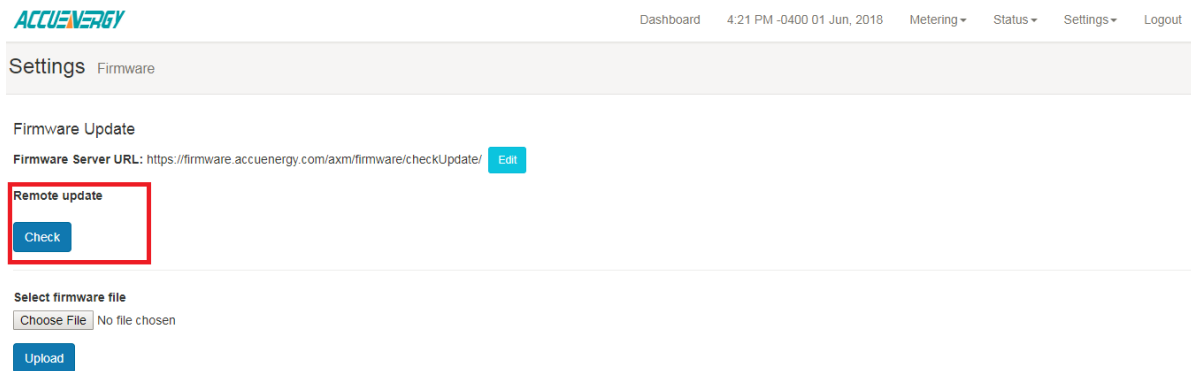 ACCUENERGY
Dashboard 4:21 PM -0400 01 Jun, 2018 Metering Status Settings Logout
Settings Firmware
Firmware Update
Firmware Server URL: https://firmware.accuenergy.com/axm/firmware/checkUpdate/ Edit
Remote update
Check
Select firmware file
Choose File No file chosen
Upload